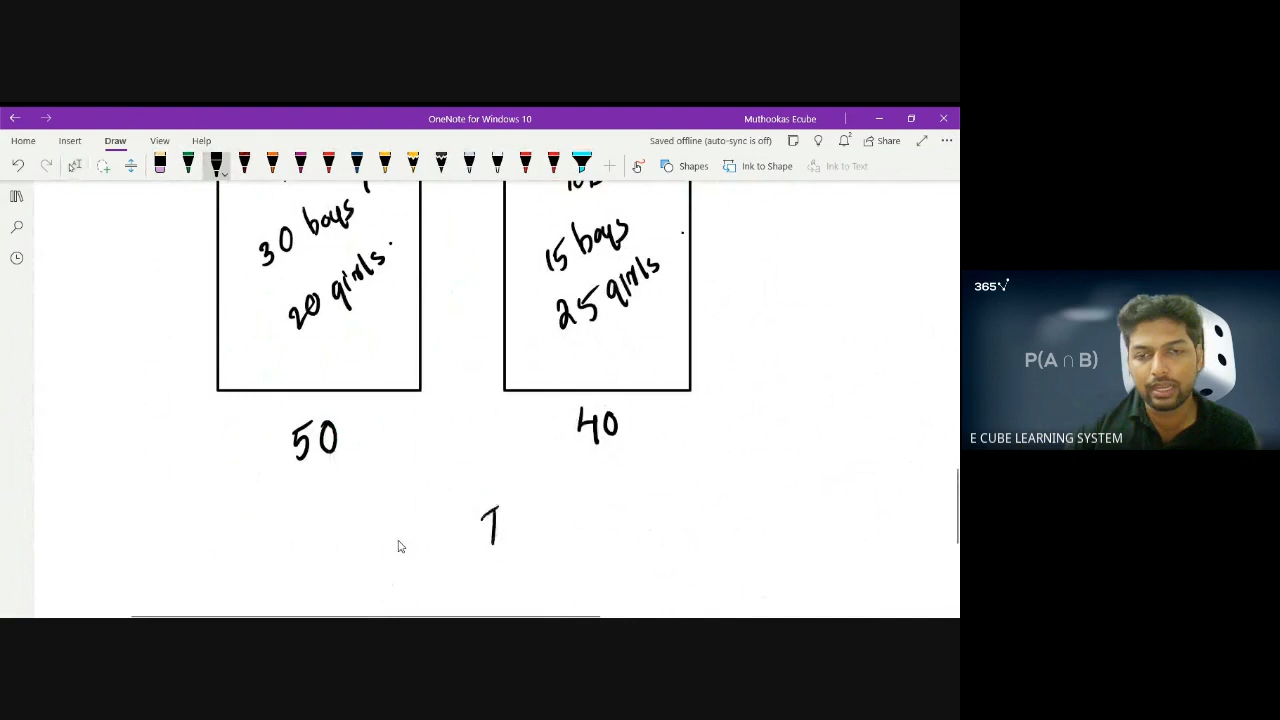 OneNote for Windows 10
Muthookas Ecube
Home Insert Draw View Help
Saved offline (auto-sync is off)
Share
Shapes
Ink to Shape
Ink to Text
30 boys
20 girls.
15 boys
25 girls
50
40
365
P(A ∩ B)
E CUBE LEARNING SYSTEM